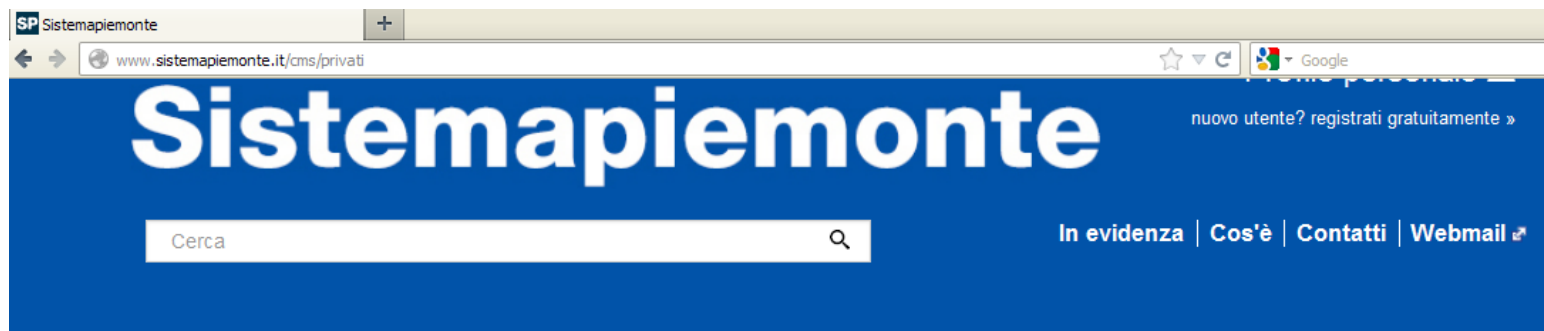 SP Sistemapiemonte
www.sistemapiemonte.it/cms/privati
Google
Sistemapiemonte
nuovo utente? registrati gratuitamente »
Cerca
In evidenza | Cos'è | Contatti | Webmail